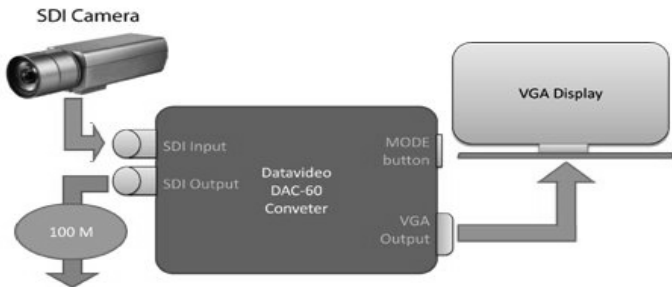 SDI Camera
VGA Display
SDI Input
MODE
button
Datavideo
DAC-60
Conveter
SDI Output
VGA
Output
100 M